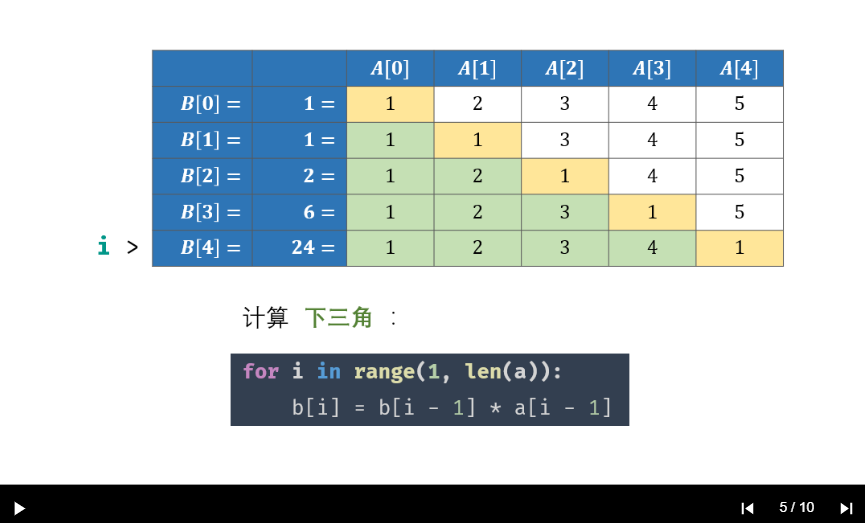 A[0] A[1] A[2] A[3] A[4]
B[0] = 1 = 1 2 3 4 5
B[1] = 1 = 1 1 3 4 5
B[2] = 2 = 1 2 1 4 5
B[3] = 6 = 1 2 3 1 5
i > B[4] = 24 = 1 2 3 4 1
计算 下三角 :
for i in range(1, len(a)):
b[i] = b[i - 1] * a[i - 1]
5 / 10